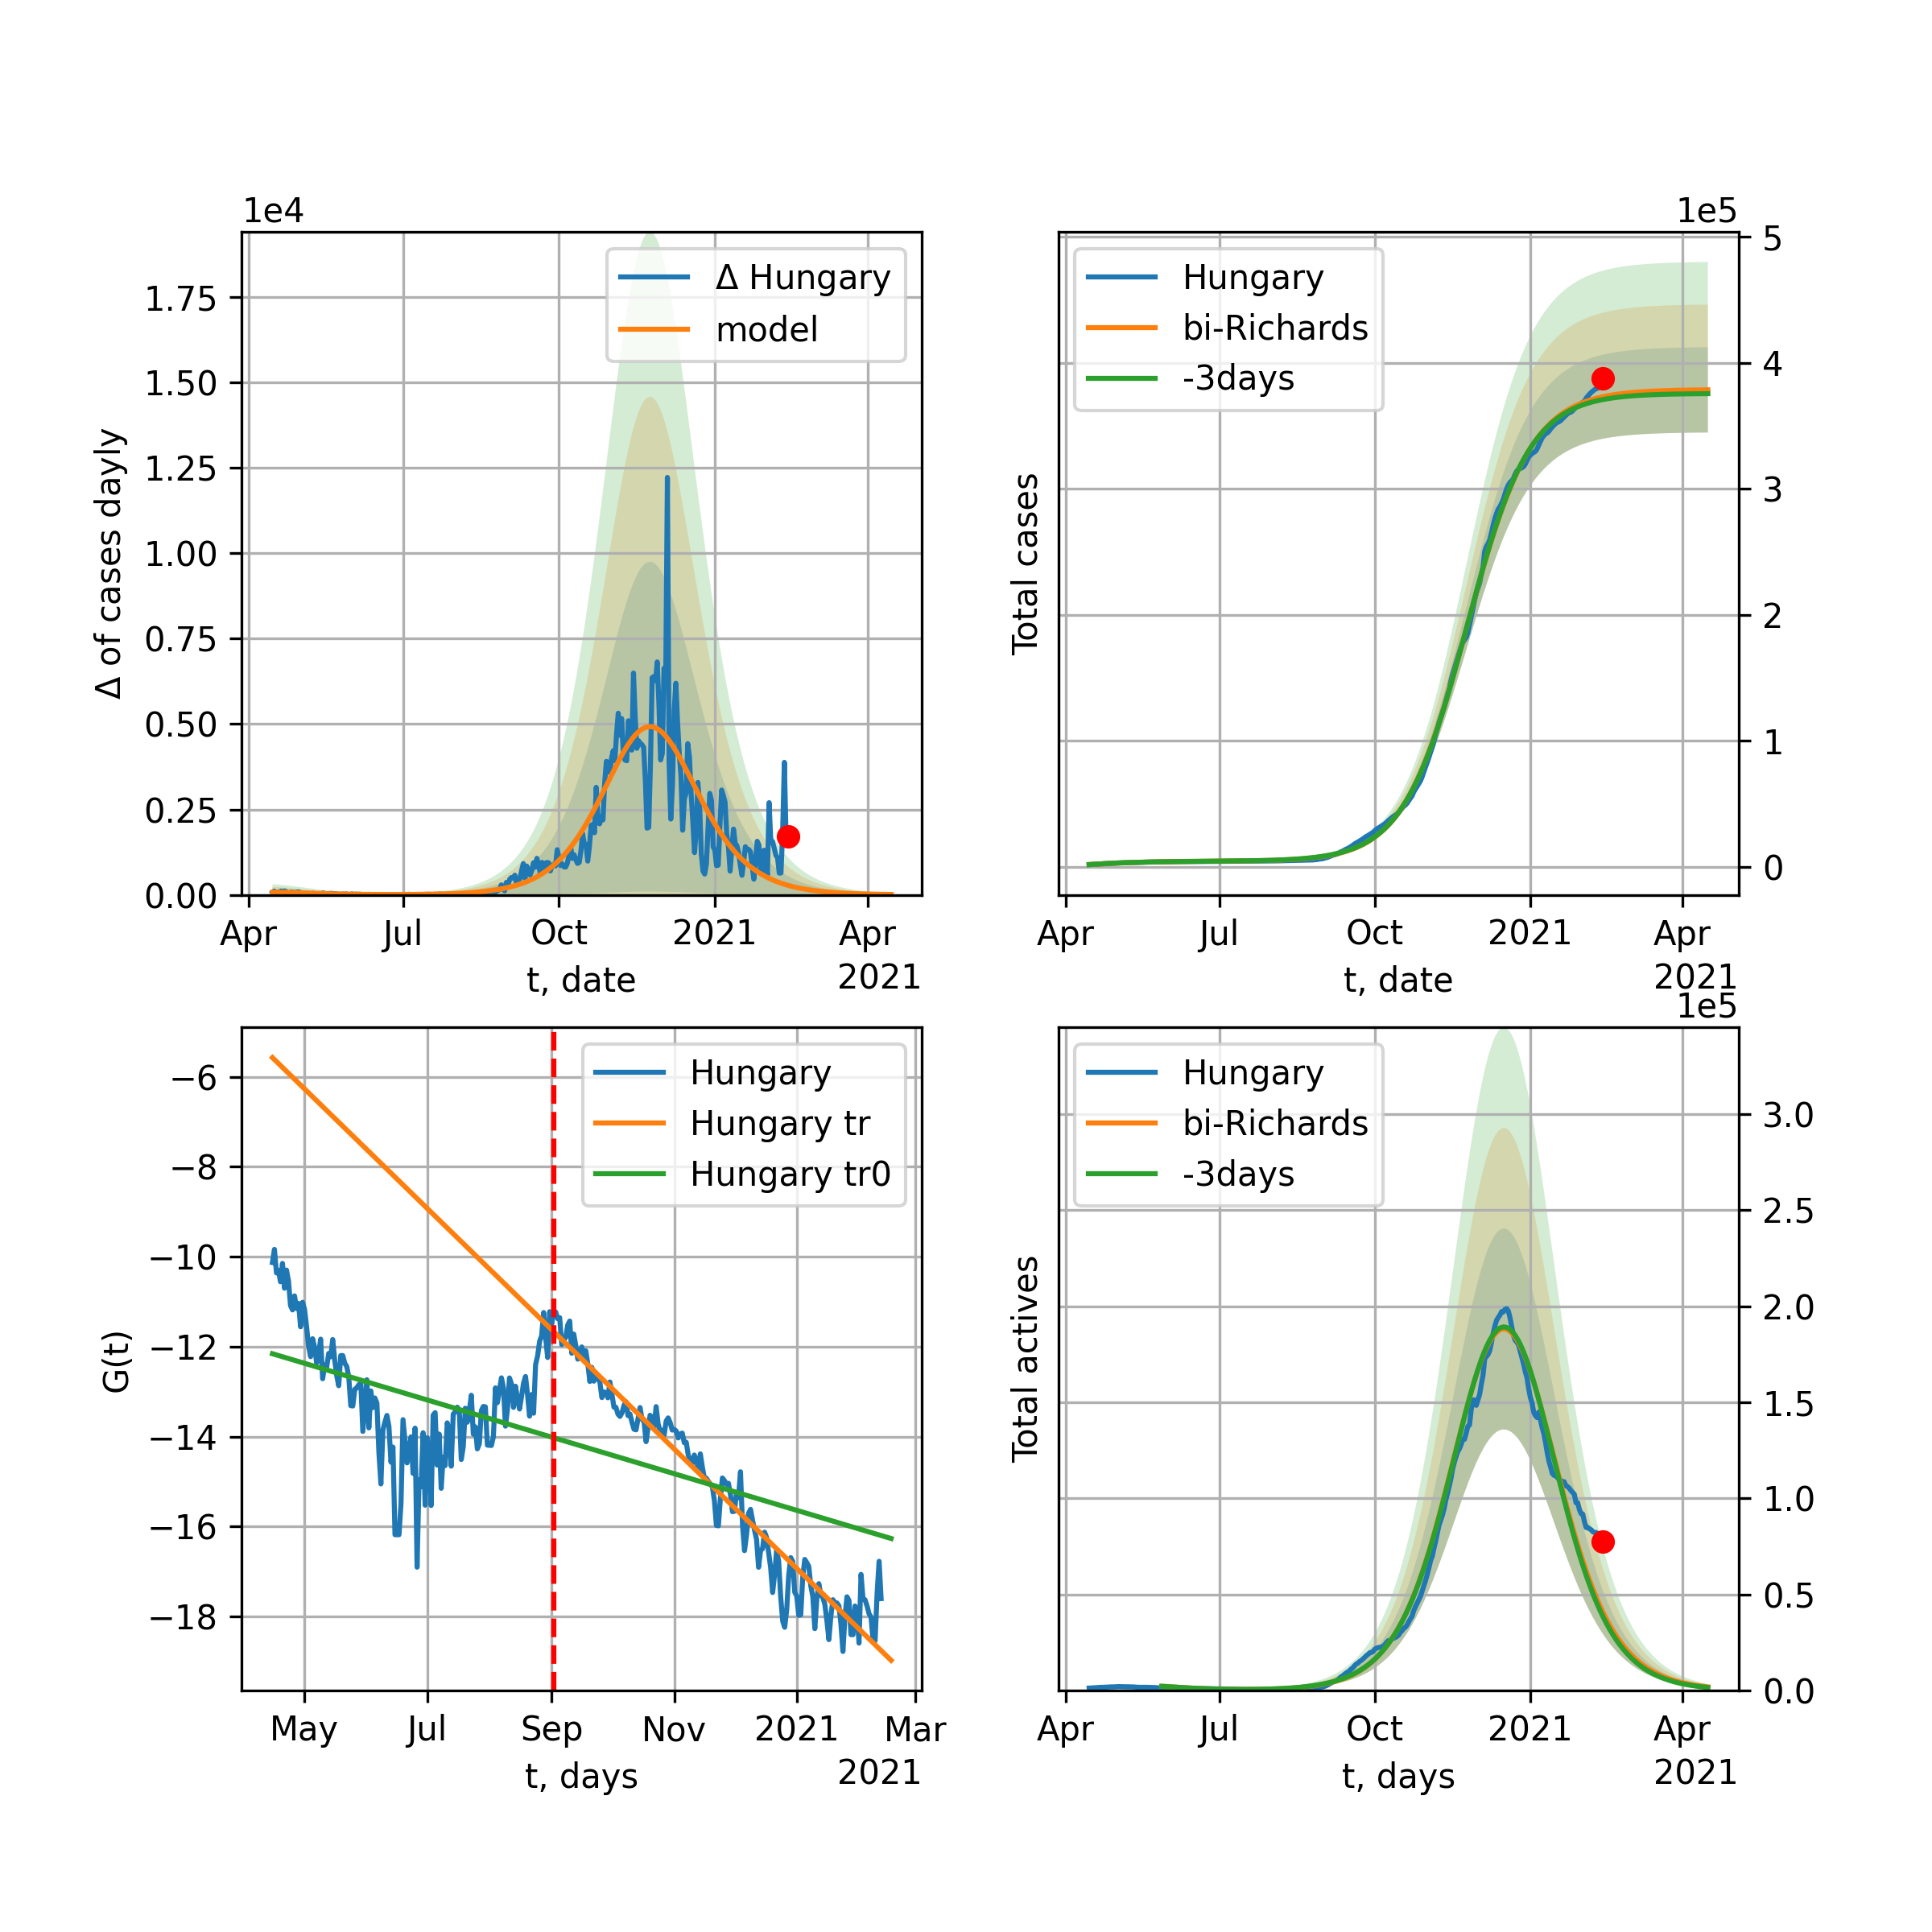 1e4
Δ of cases dayly
1.75
1.50
1.25
1.00
0.75
0.50
0.25
0.00
Δ Hungary
model
Apr Jul Oct 2021 Apr
t, date
2021
1e5
Total cases
Hungary
bi-Richards
-3days
5
4
3
2
1
0
Apr Jul Oct 2021 Apr
t, date
2021
G(t)
−6
−8
−10
−12
−14
−16
−18
Hungary
Hungary tr
Hungary tr0
May Jul Sep Nov 2021 Mar
t, days
2021
1e5
Total actives
Hungary
bi-Richards
-3days
3.0
2.5
2.0
1.5
1.0
0.5
0.0
Apr Jul Oct 2021 Apr
t, days
2021